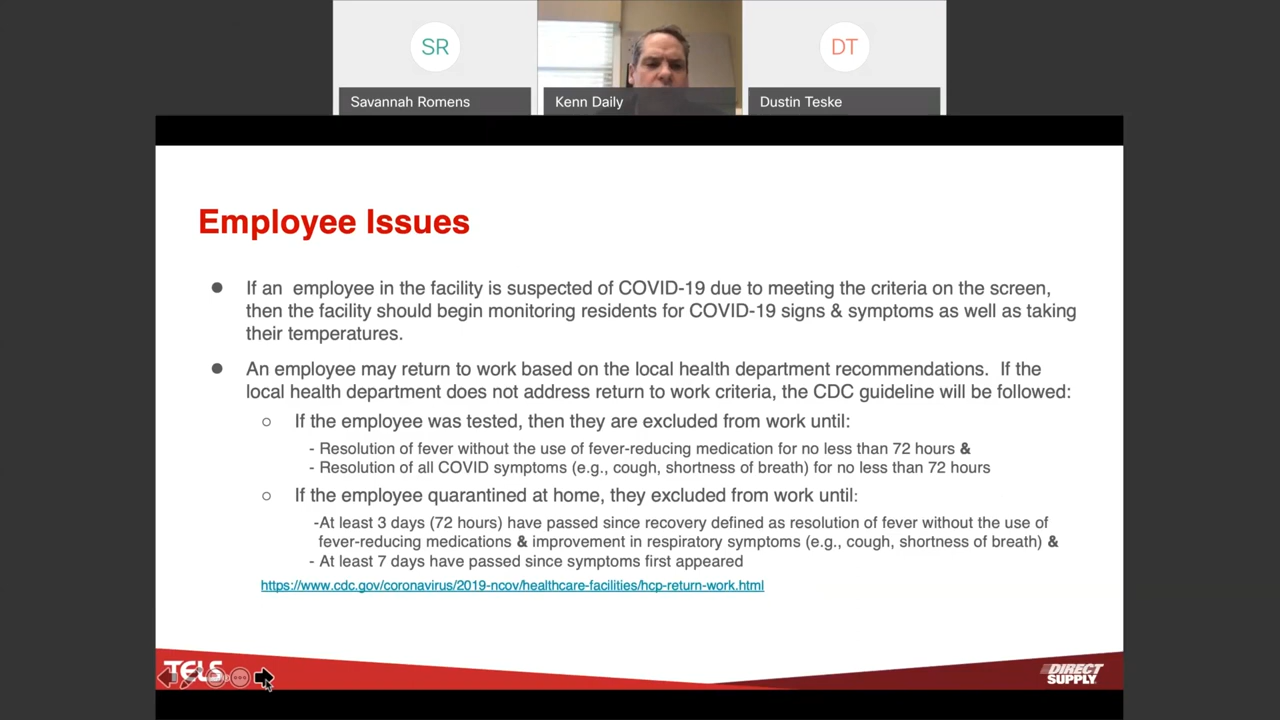 SR
DT
Savannah Romens
Kenn Daily
Dustin Teske
Employee Issues
● If an  employee in the facility is suspected of COVID-19 due to meeting the criteria on the screen,
then the facility should begin monitoring residents for COVID-19 signs & symptoms as well as taking
their temperatures.
● An employee may return to work based on the local health department recommendations.  If the
local health department does not address return to work criteria, the CDC guideline will be followed:
○ If the employee was tested, then they are excluded from work until:
- Resolution of fever without the use of fever-reducing medication for no less than 72 hours &
- Resolution of all COVID symptoms (e.g., cough, shortness of breath) for no less than 72 hours
○ If the employee quarantined at home, they excluded from work until:
-At least 3 days (72 hours) have passed since recovery defined as resolution of fever without the use of
fever-reducing medications & improvement in respiratory symptoms (e.g., cough, shortness of breath) &
- At least 7 days have passed since symptoms first appeared
https://www.cdc.gov/coronavirus/2019-ncov/healthcare-facilities/hcp-return-work.html
TELS
DIRECT
SUPPLY